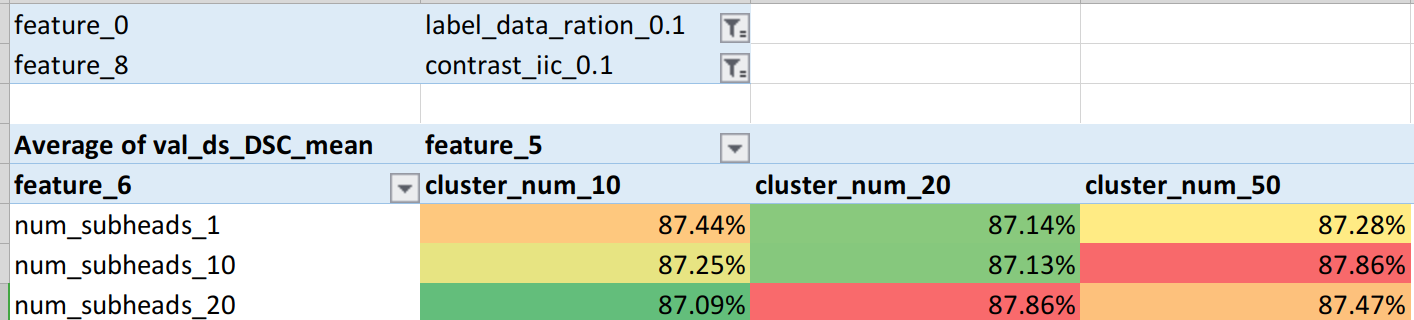 feature_0 label_data_ration_0.1
feature_8 contrast_iic_0.1
Average of val_ds_DSC_mean feature_5
feature_6 cluster_num_10 cluster_num_20 cluster_num_50
num_subheads_1 87.44% 87.14% 87.28%
num_subheads_10 87.25% 87.13% 87.86%
num_subheads_20 87.09% 87.86% 87.47%